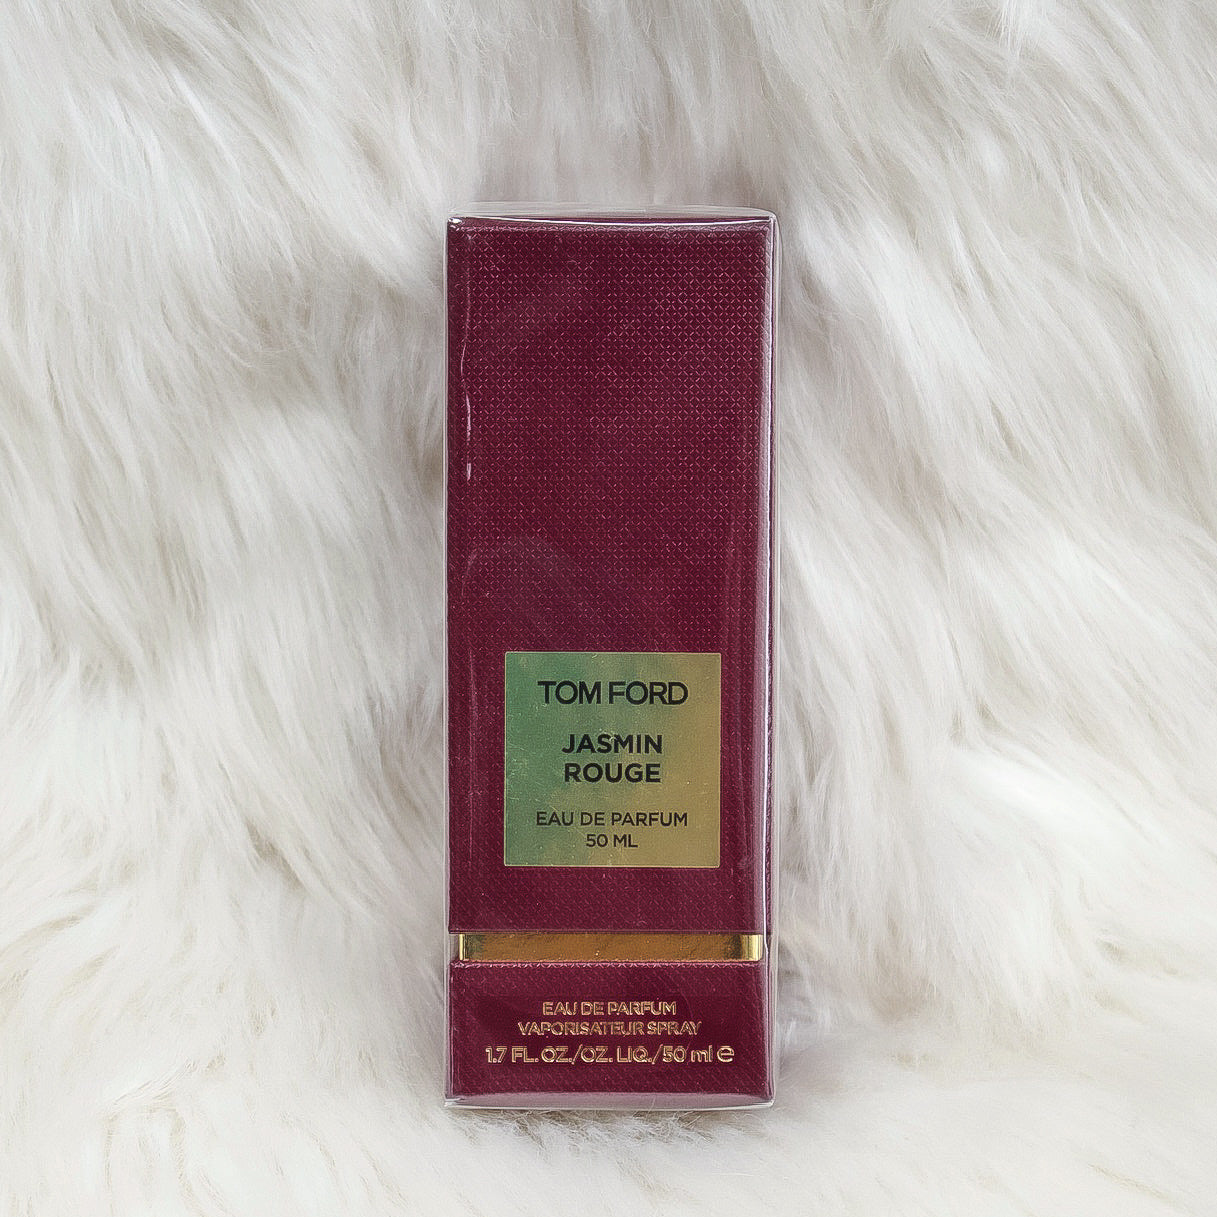 TOM FORD
JASMIN
ROUGE
EAU DE PARFUM
50 ML
EAU DE PARFUM
VAPORISATEUR SPRAY
1.7 FL. OZ./OZ. LIQ./50 ml ℮